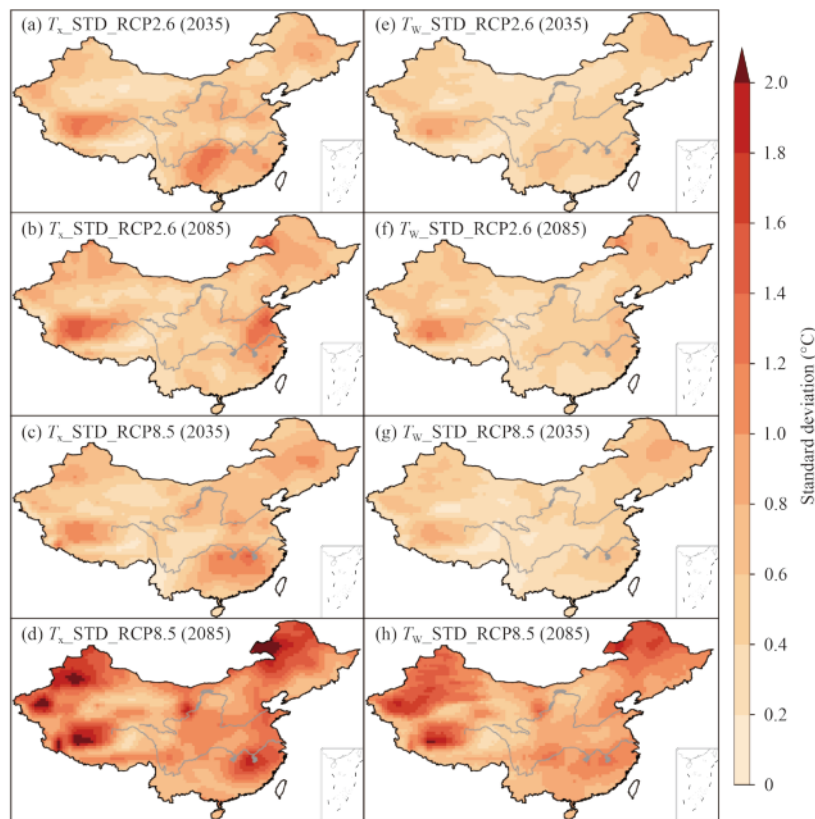 (a) Tx_STD_RCP2.6 (2035)
(e) TW_STD_RCP2.6 (2035)
(b) Tx_STD_RCP2.6 (2085)
(f) TW_STD_RCP2.6 (2085)
(c) Tx_STD_RCP8.5 (2035)
(g) TW_STD_RCP8.5 (2035)
(d) Tx_STD_RCP8.5 (2085)
(h) TW_STD_RCP8.5 (2085)
2.0
1.8
1.6
1.4
1.2
1.0
0.8
0.6
0.4
0.2
0
Standard deviation (°C)